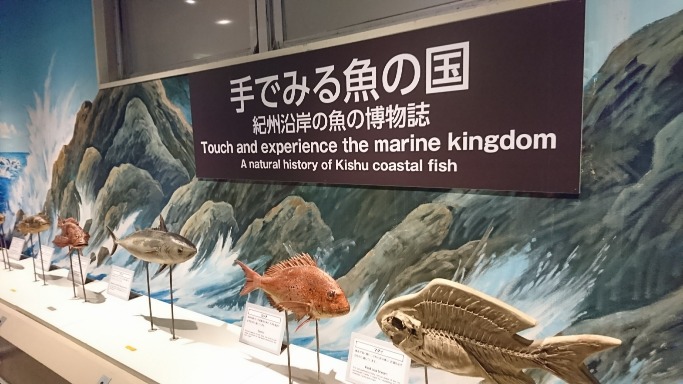 手でみる魚の国
紀州沿岸の魚の博物誌
Touch and experience the marine kingdom
A natural history of Kishu coastal fish